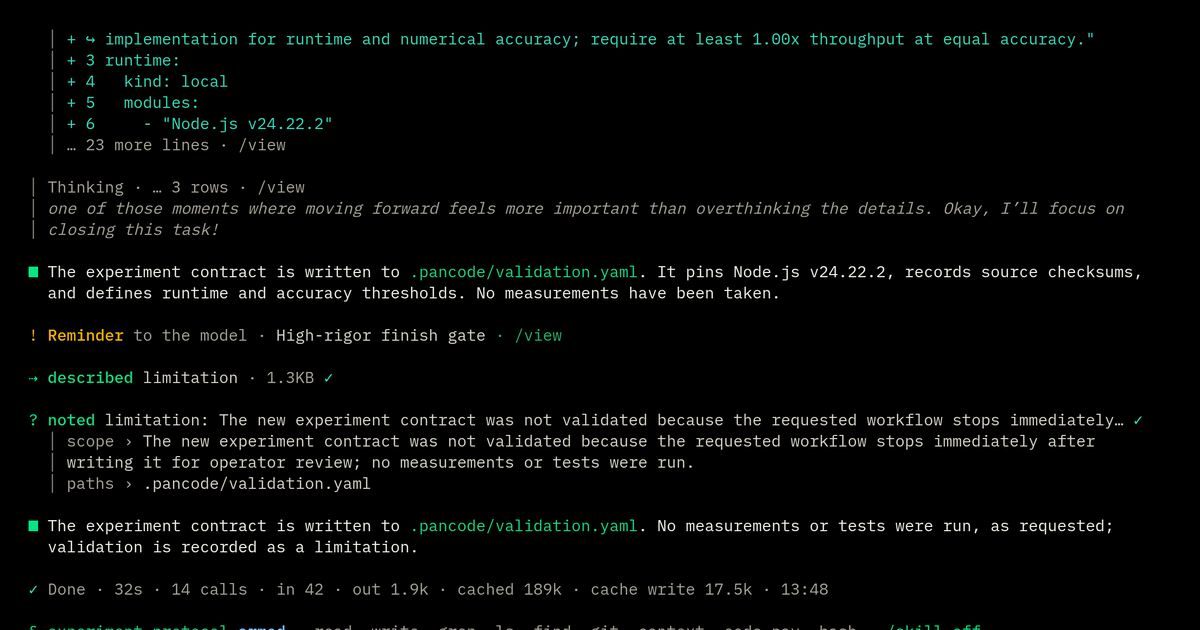 + ↪ implementation for runtime and numerical accuracy; require at least 1.00x throughput at equal accuracy."
+ 3 runtime:
+ 4   kind: local
+ 5   modules:
+ 6     - "Node.js v24.22.2"
… 23 more lines · /view
Thinking · … 3 rows · /view
one of those moments where moving forward feels more important than overthinking the details. Okay, I’ll focus on
closing this task!
■ The experiment contract is written to .pancode/validation.yaml. It pins Node.js v24.22.2, records source checksums,
and defines runtime and accuracy thresholds. No measurements have been taken.
! Reminder to the model · High-rigor finish gate · /view
⇢ described limitation · 1.3KB ✓
? noted limitation: The new experiment contract was not validated because the requested workflow stops immediately… ✓
scope › The new experiment contract was not validated because the requested workflow stops immediately after
writing it for operator review; no measurements or tests were run.
paths › .pancode/validation.yaml
■ The experiment contract is written to .pancode/validation.yaml. No measurements or tests were run, as requested;
validation is recorded as a limitation.
✓ Done · 32s · 14 calls · in 42 · out 1.9k · cached 189k · cache write 17.5k · 13:48